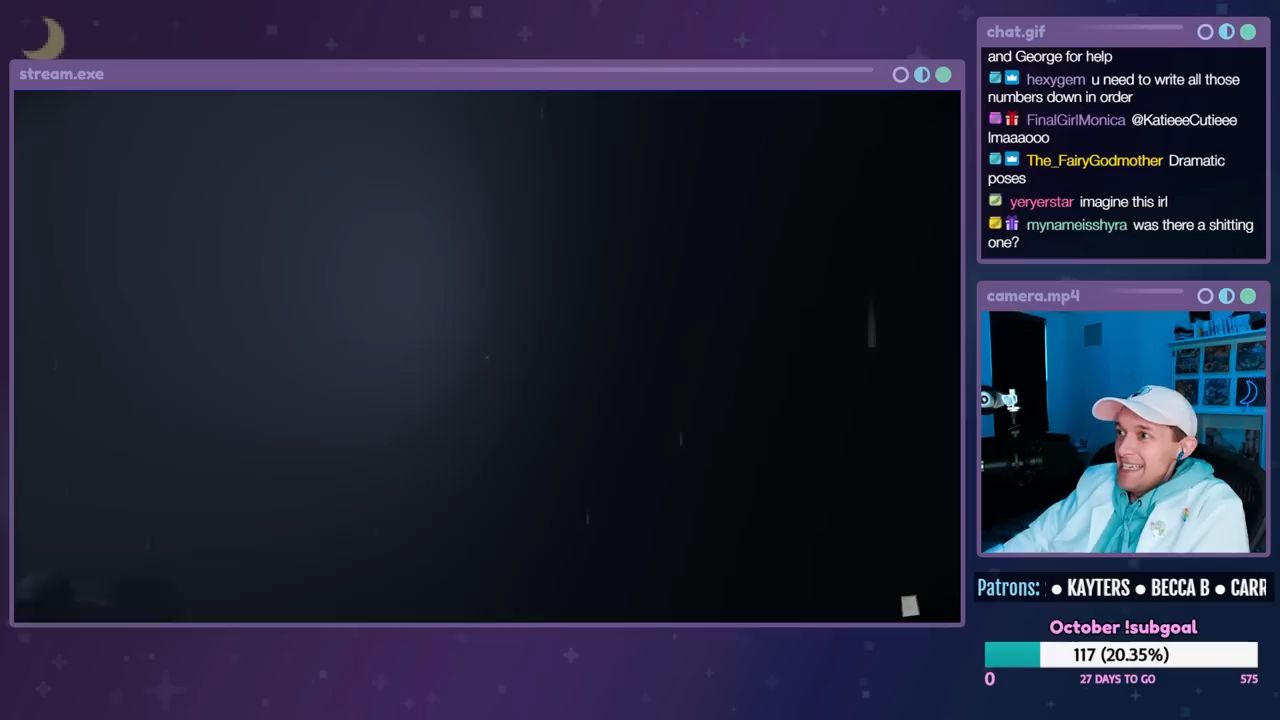 stream.exe
chat.gif
and George for help
hexygem u need to write all those
numbers down in order
FinalGirlMonica @KatieeeCutieee
lmaaaooo
The_FairyGodmother Dramatic
poses
yeryerstar imagine this irl
mynameisshyra was there a shitting
one?
camera.mp4
Patrons: ● KAYTERS ● BECCA B ● CARR
October !subgoal
117 (20.35%)
0 27 DAYS TO GO 575